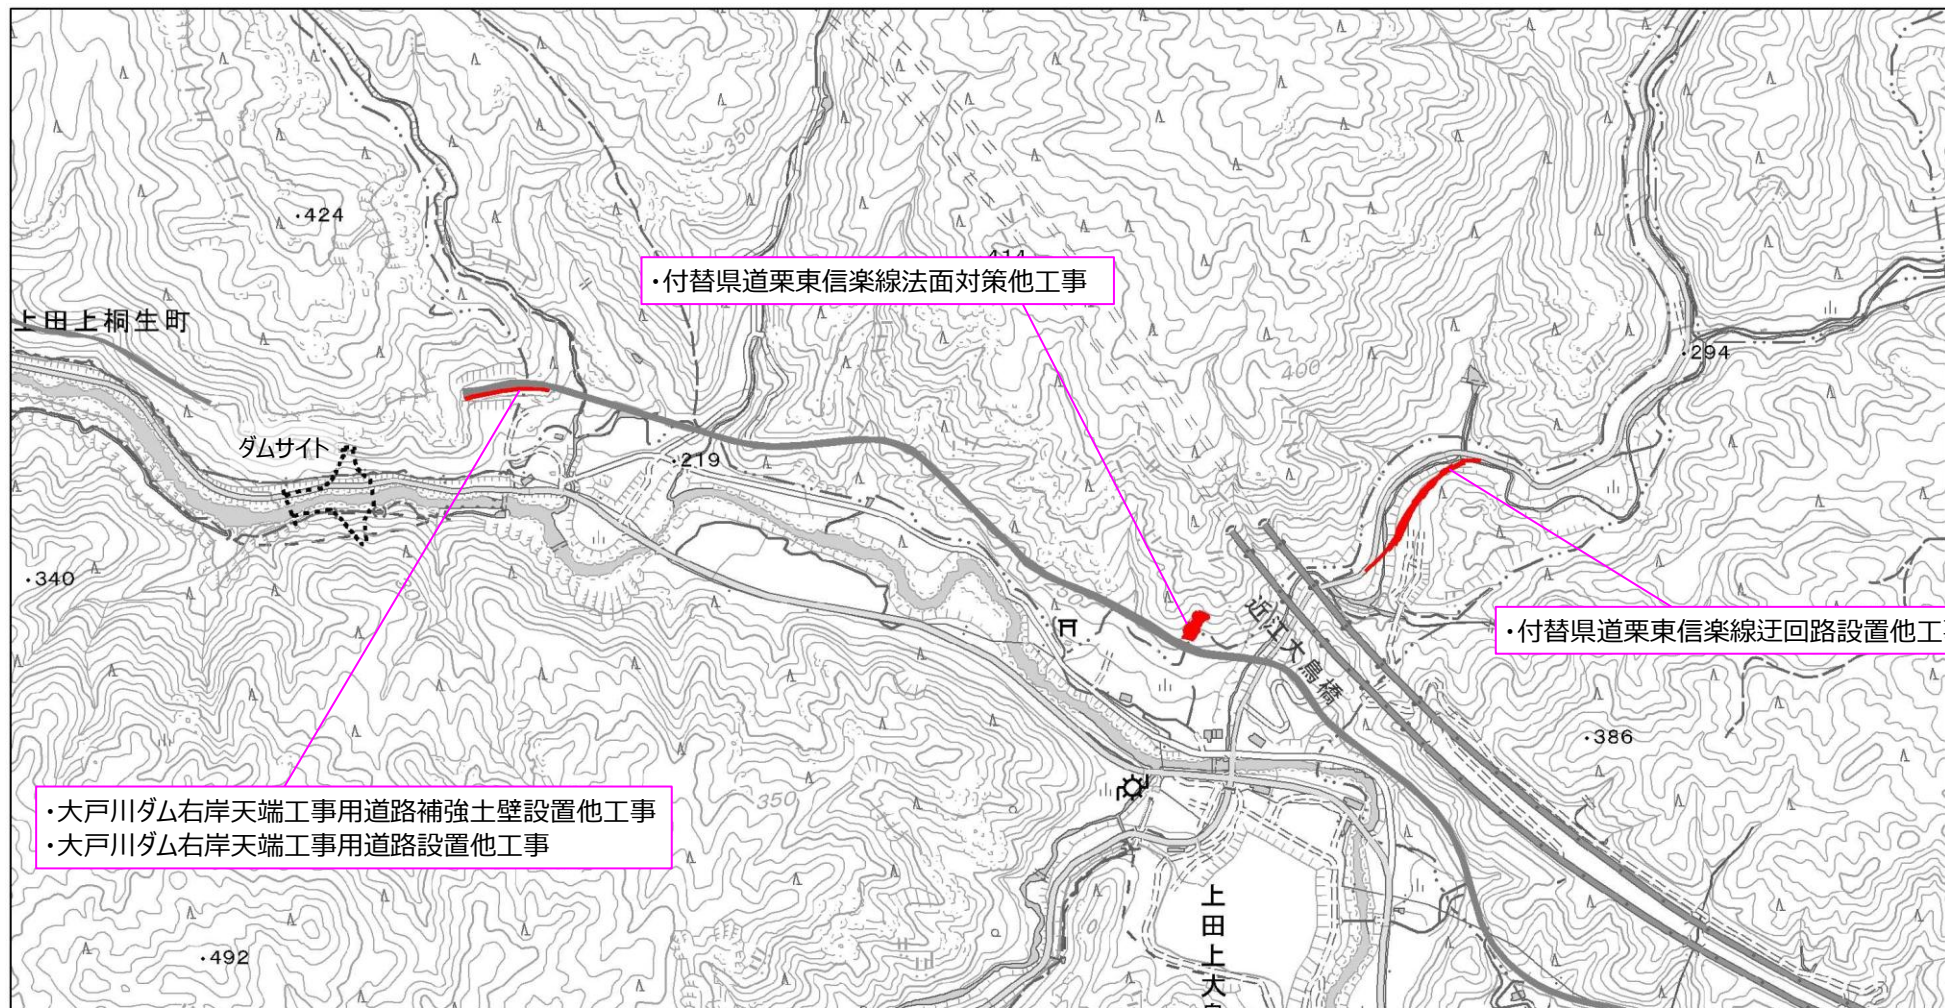 ・424
414
・付替県道栗東信楽線法面対策他工事
上田上桐生町
350
・294
400
ダムサイト
・219
・340
近江大鳥橋
・付替県道栗東信楽線迂回路設置他工
・386
350
・大戸川ダム右岸天端工事用道路補強土壁設置他工事
・大戸川ダム右岸天端工事用道路設置他工事
上田上大
・492